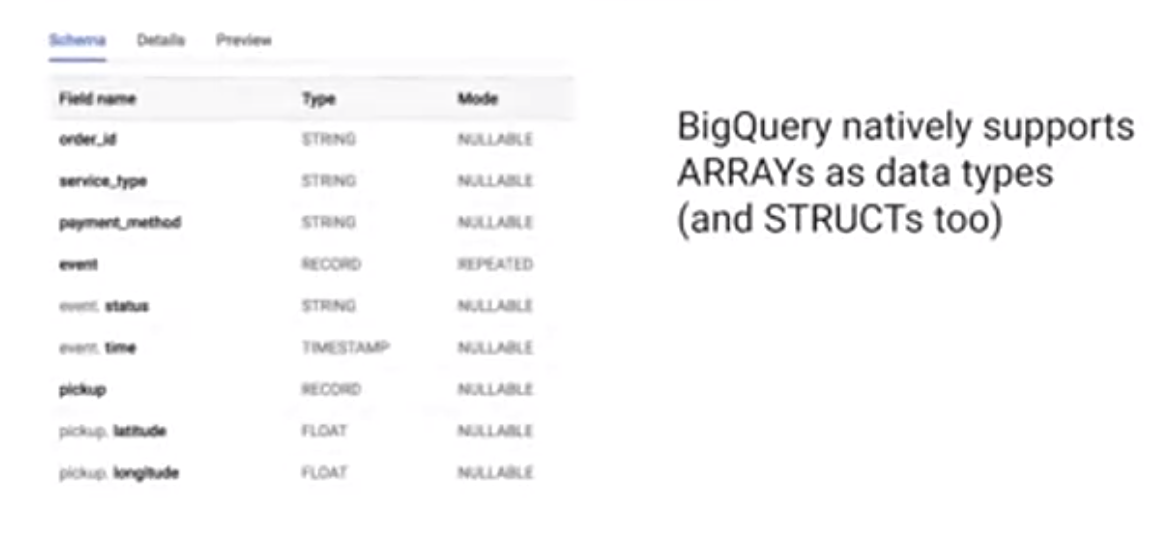 Schema Details Preview
Field name Type Mode
order_id STRING NULLABLE
service_type STRING NULLABLE
payment_method STRING NULLABLE
event RECORD REPEATED
event. status STRING NULLABLE
event. time TIMESTAMP NULLABLE
pickup RECORD NULLABLE
pickup. latitude FLOAT NULLABLE
pickup. longitude FLOAT NULLABLE
BigQuery natively supports
ARRAYs as data types
(and STRUCTs too)